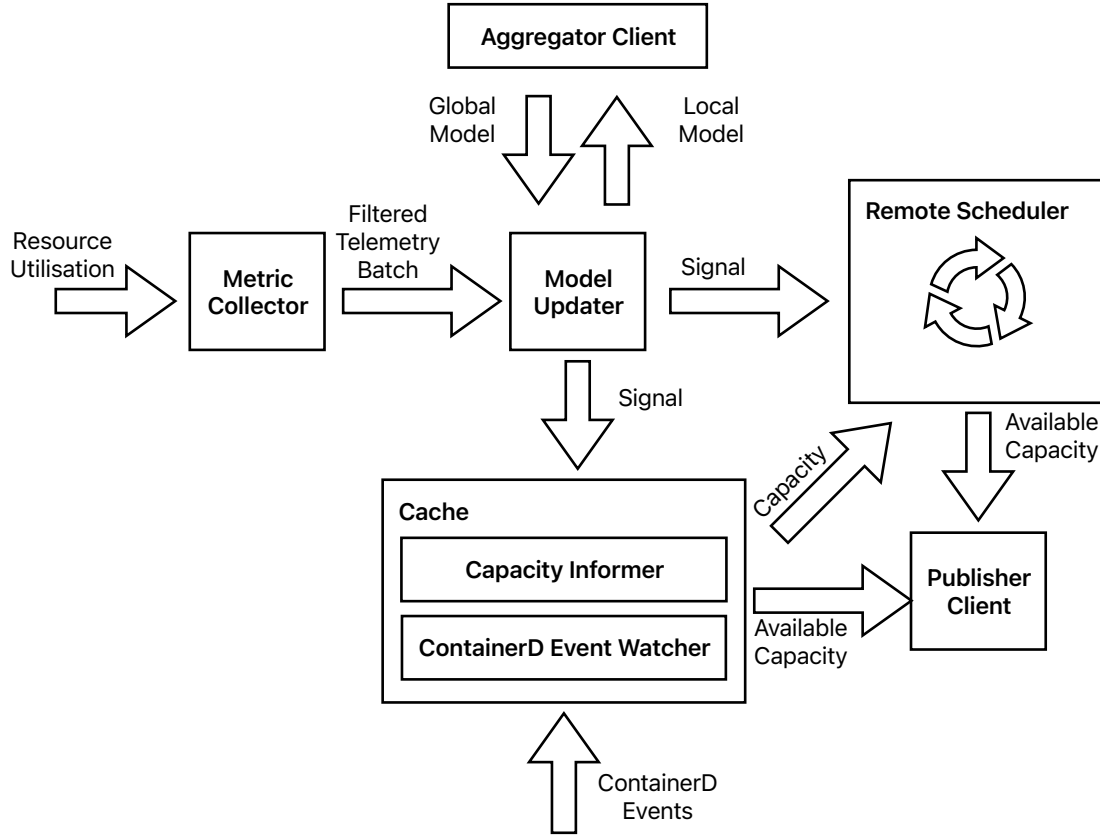 Aggregator Client
Global
Model
Local
Model
Resource
Utilisation
Metric
Collector
Filtered
Telemetry
Batch
Model
Updater
Signal
Remote Scheduler
Signal
Available
Capacity
Capacity
Cache
Capacity Informer
ContainerD Event Watcher
Available
Capacity
Publisher
Client
ContainerD
Events